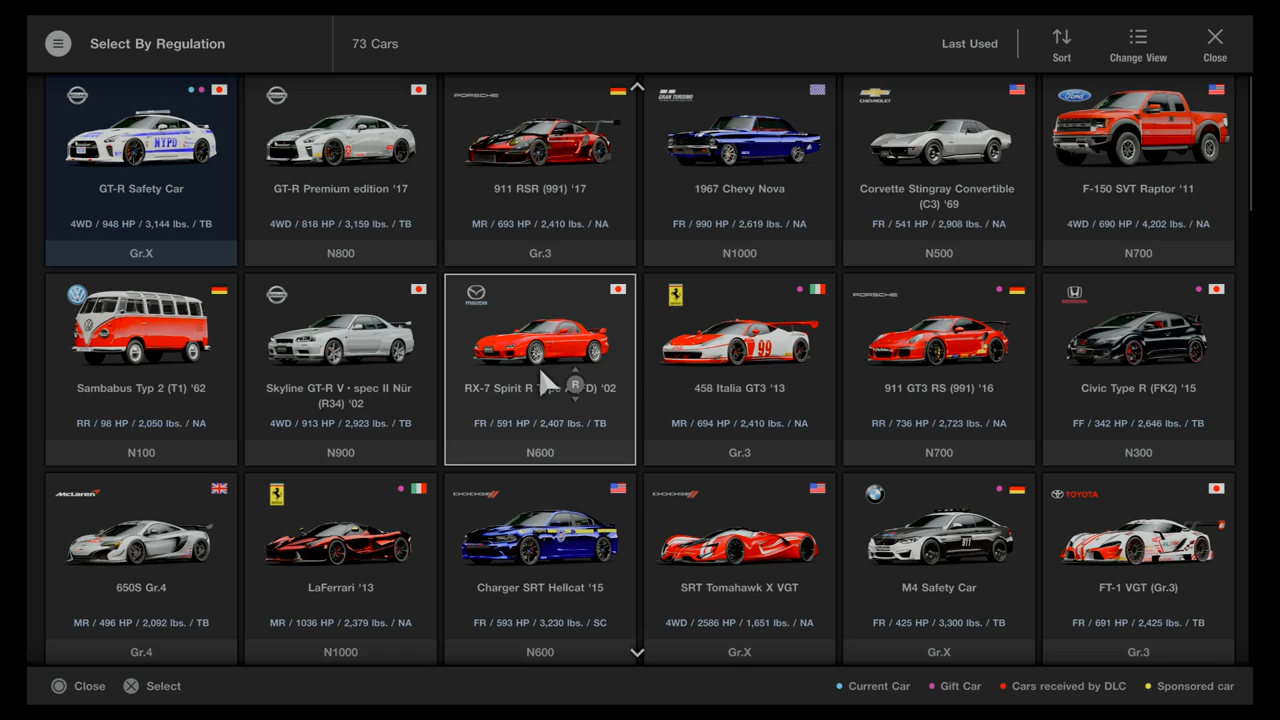 Select By Regulation
73 Cars
Last Used
Sort
Change View
Close
NISSAN
GT-R Safety Car
4WD / 948 HP / 3,144 lbs. / TB
Gr.X
NISSAN
GT-R Premium edition '17
4WD / 818 HP / 3,159 lbs. / TB
N800
PORSCHE
911 RSR (991) '17
MR / 693 HP / 2,410 lbs. / NA
Gr.3
GRAN TURISMO
1967 Chevy Nova
FR / 990 HP / 2,619 lbs. / NA
N1000
CHEVROLET
Corvette Stingray Convertible
(C3) '69
FR / 541 HP / 2,908 lbs. / NA
N500
Ford
F-150 SVT Raptor '11
4WD / 690 HP / 4,202 lbs. / NA
N700
Sambabus Typ 2 (T1) '62
RR / 98 HP / 2,050 lbs. / NA
N100
NISSAN
Skyline GT-R V・spec II Nür
(R34) '02
4WD / 913 HP / 2,923 lbs. / TB
N900
mazda
RX-7 Spirit R D) '02
R
FR / 591 HP / 2,407 lbs. / TB
N600
99
458 Italia GT3 '13
MR / 694 HP / 2,410 lbs. / NA
Gr.3
PORSCHE
911 GT3 RS (991) '16
RR / 736 HP / 2,723 lbs. / NA
N700
HONDA
Civic Type R (FK2) '15
FF / 342 HP / 2,646 lbs. / TB
N300
McLaren
650S Gr.4
MR / 496 HP / 2,092 lbs. / TB
Gr.4
LaFerrari '13
MR / 1036 HP / 2,379 lbs. / NA
N1000
DODGE
Charger SRT Hellcat '15
FR / 593 HP / 3,230 lbs. / SC
N600
DODGE
SRT Tomahawk X VGT
4WD / 2586 HP / 1,651 lbs. / NA
Gr.X
911
M4 Safety Car
FR / 425 HP / 3,300 lbs. / TB
Gr.X
TOYOTA
FT-1 VGT (Gr.3)
FR / 691 HP / 2,425 lbs. / TB
Gr.3
NYPD
Close
Select
Current Car
Gift Car
Cars received by DLC
Sponsored car